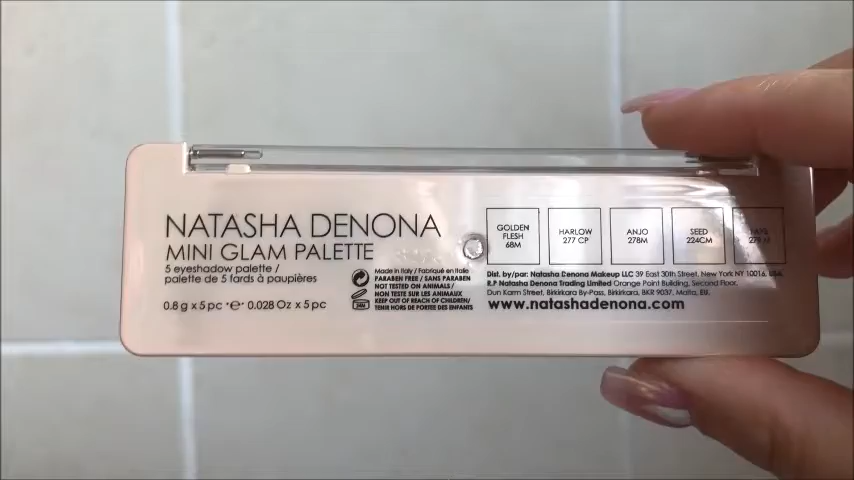 NATASHA DENONA
MINI GLAM PALETTE
5 eyeshadow palette /
palette de 5 fards à paupières
0.8 g x 5 pc "e" 0.028 Oz x 5 pc
Made in Italy / Fabriqué en Italie
PARABEN FREE / SANS PARABEN
NOT TESTED ON ANIMALS /
NON TESTE SUR LES ANIMAUX
KEEP OUT OF REACH OF CHILDREN/
TENIR HORS DE PORTEE DES ENFANTS
24M
GOLDEN
FLESH
68M
HARLOW
277 CP
ANJO
278M
SEED
224CM
Dist. by/par: Natasha Denona Makeup LLC 39 East 30th Street, New York NY 10016, USA
R.P Natasha Denona Trading Limited Orange Point Building, Second Floor,
Dun Karm Street, Birkirkara By-Pass, Birkirkara, BKR 9037, Malta, EU.
www.natashadenona.com